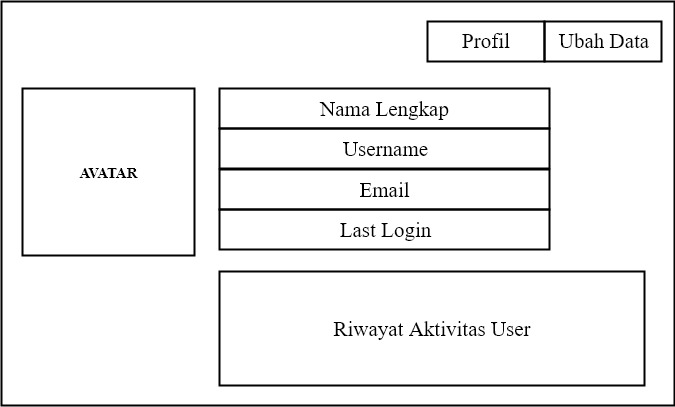 Profil
Ubah Data
AVATAR
Nama Lengkap
Username
Email
Last Login
Riwayat Aktivitas User